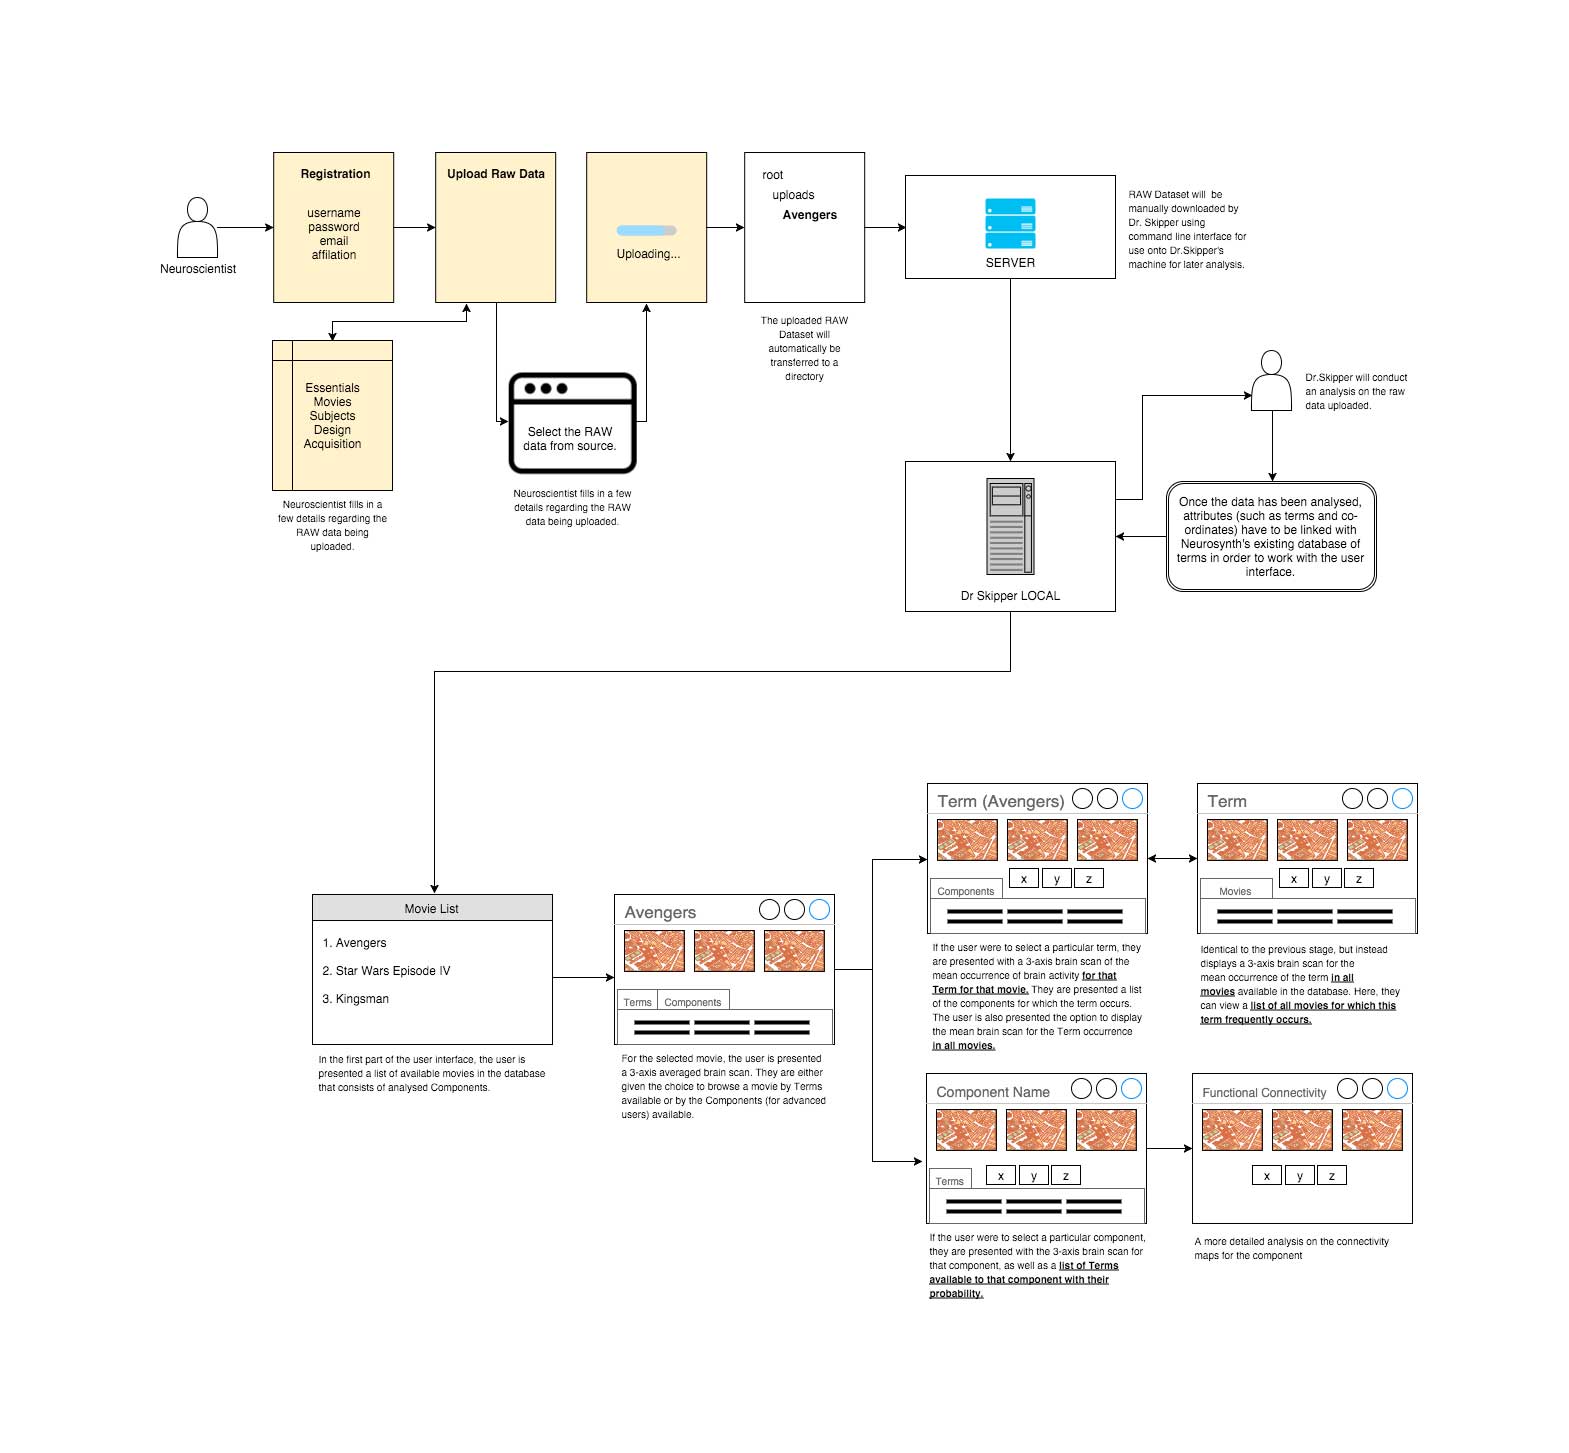 Neuroscientist
Registration
username
password
email
affilation
Upload Raw Data
Uploading...
root
uploads
Avengers
The uploaded RAW
Dataset will
automatically be
transferred to a
directory
SERVER
RAW Dataset will  be
manually downloaded by
Dr. Skipper using
command line interface for
use onto Dr.Skipper's
machine for later analysis.
Essentials
Movies
Subjects
Design
Acquisition
Neuroscientist fills in a
few details regarding the
RAW data being
uploaded.
Select the RAW
data from source.
Neuroscientist fills in a few
details regarding the RAW
data being uploaded.
Dr.Skipper will conduct
an analysis on the raw
data uploaded.
Once the data has been analysed,
attributes (such as terms and co-
ordinates) have to be linked with
Neurosynth's existing database of
terms in order to work with the user
interface.
Dr Skipper LOCAL
Movie List
1. Avengers
2. Star Wars Episode IV
3. Kingsman
In the first part of the user interface, the user is
presented a list of available movies in the database
that consists of analysed Components.
Avengers
Terms
Components
For the selected movie, the user is presented
a 3-axis averaged brain scan. They are either
given the choice to browse a movie by Terms
available or by the Components (for advanced
users) available.
Term (Avengers)
x
y
z
Components
If the user were to select a particular term, they
are presented with a 3-axis brain scan of the
mean occurrence of brain activity for that
Term for that movie. They are presented a list
of the components for which the term occurs.
The user is also presented the option to display
the mean brain scan for the Term occurrence
in all movies.
Term
x
y
z
Movies
Identical to the previous stage, but instead
displays a 3-axis brain scan for the
mean occurrence of the term in all
movies available in the database. Here, they
can view a list of all movies for which this
term frequently occurs.
Component Name
x
y
z
Terms
If the user were to select a particular component,
they are presented with the 3-axis brain scan for
that component, as well as a list of Terms
available to that component with their
probability.
Functional Connectivity
x
y
z
A more detailed analysis on the connectivity
maps for the component